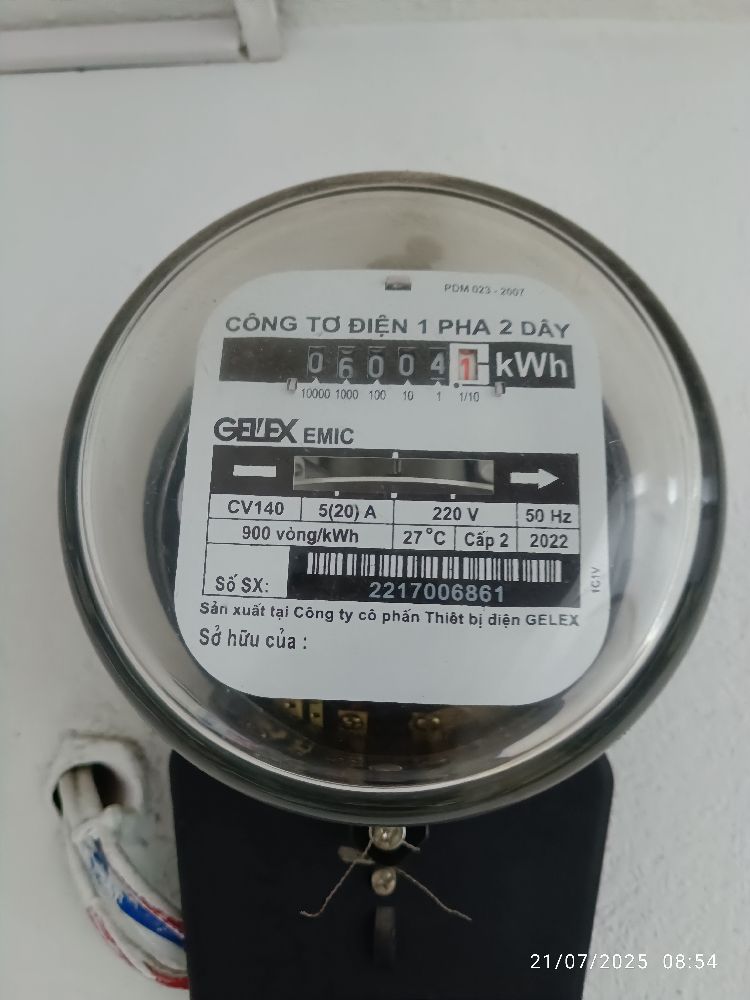 PDM 023 - 2007
CÔNG TƠ ĐIỆN 1 PHA 2 DÂY
0 6 0 0 4 1 kWh
10000 1000 100 10 1 1/10
GELEX EMIC
CV140 5(20) A 220 V 50 Hz
900 vòng/kWh 27°C Cấp 2 2022
Số SX: 2217006861
1C1V
Sản xuất tại Công ty cổ phần Thiết bị điện GELEX
Sở hữu của :
21/07/2025 08:54